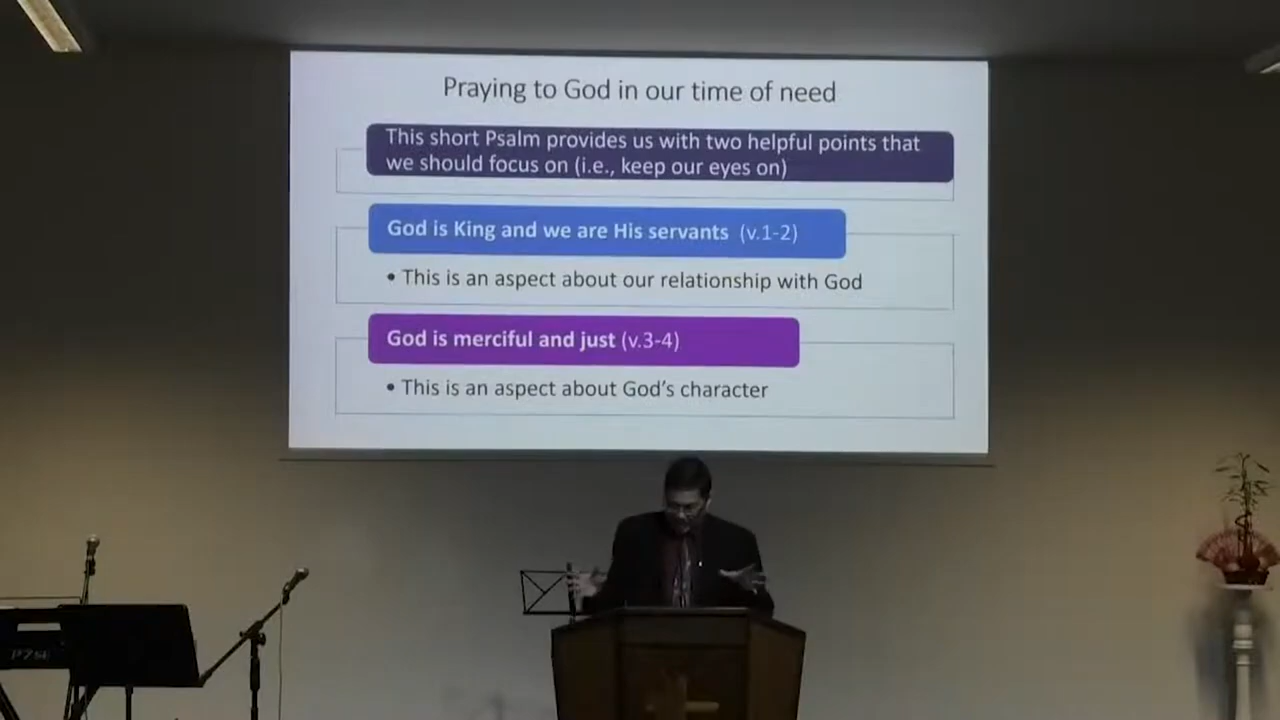 Praying to God in our time of need
This short Psalm provides us with two helpful points that
we should focus on (i.e., keep our eyes on)
God is King and we are His servants (v.1-2)
• This is an aspect about our relationship with God
God is merciful and just (v.3-4)
• This is an aspect about God's character